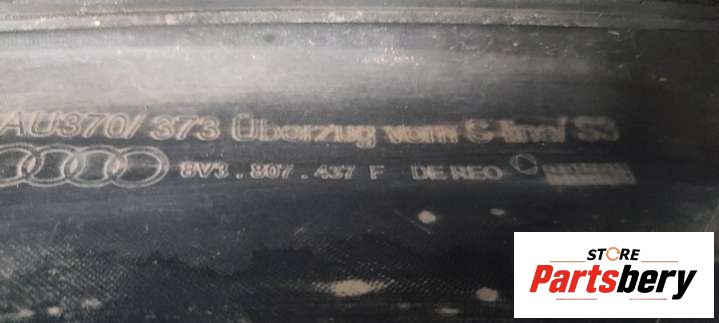 AU370/373 Überzug vorn S-line/S3
8V3.807.437 F DE REO
STORE
Partsbery